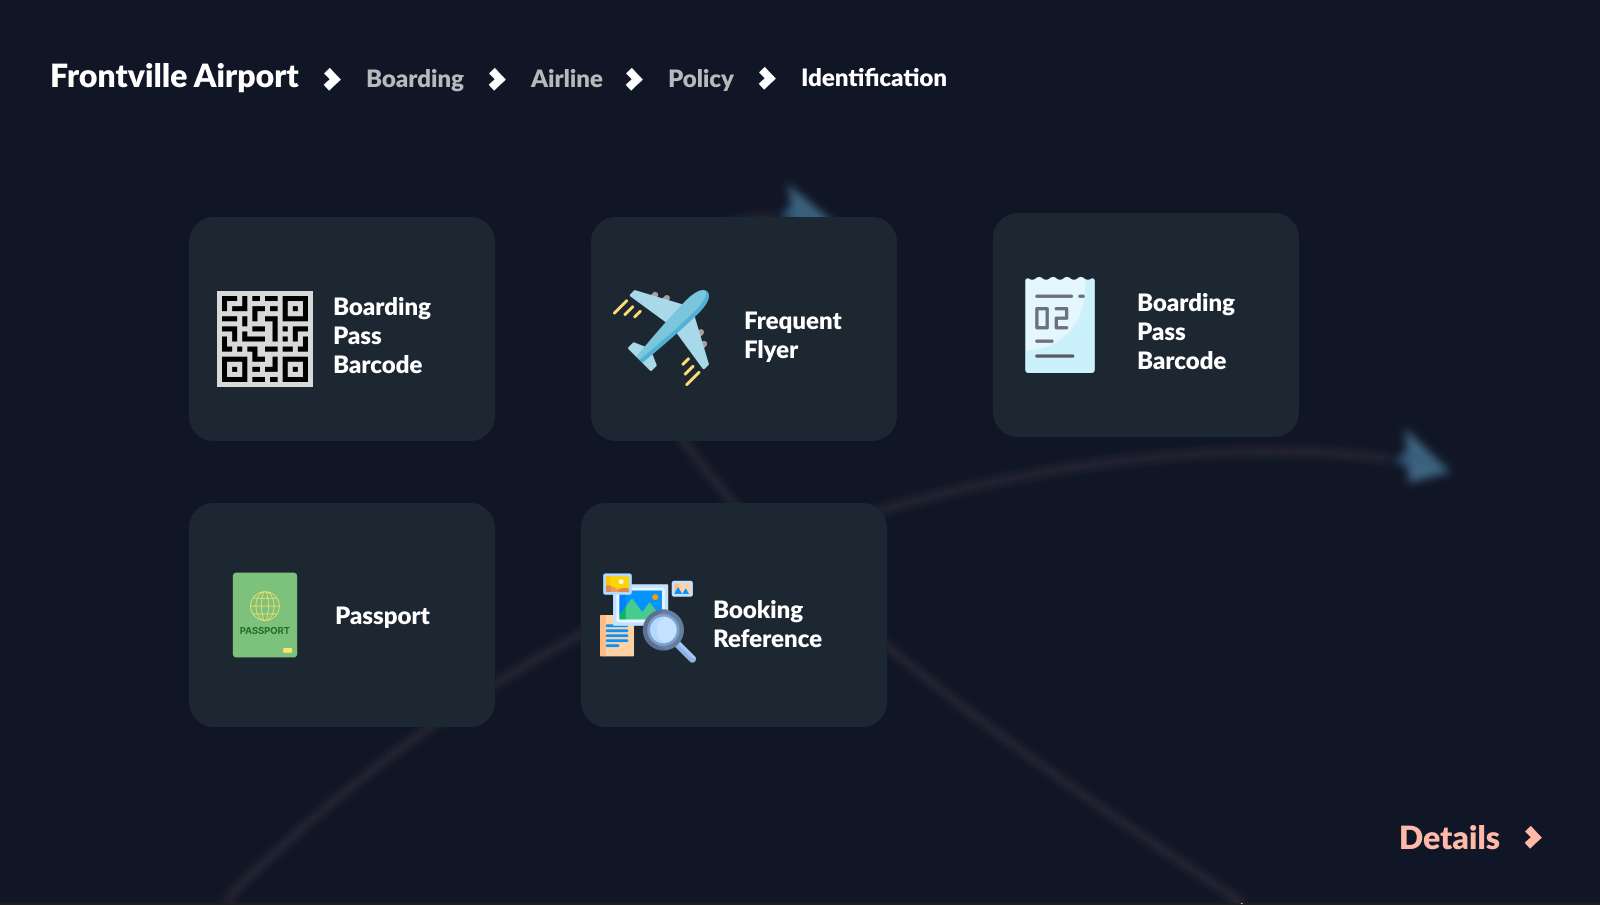 Frontville Airport Boarding Airline Policy Identification
Boarding
Pass
Barcode
Frequent
Flyer
02
Boarding
Pass
Barcode
PASSPORT
Passport
Booking
Reference
Details